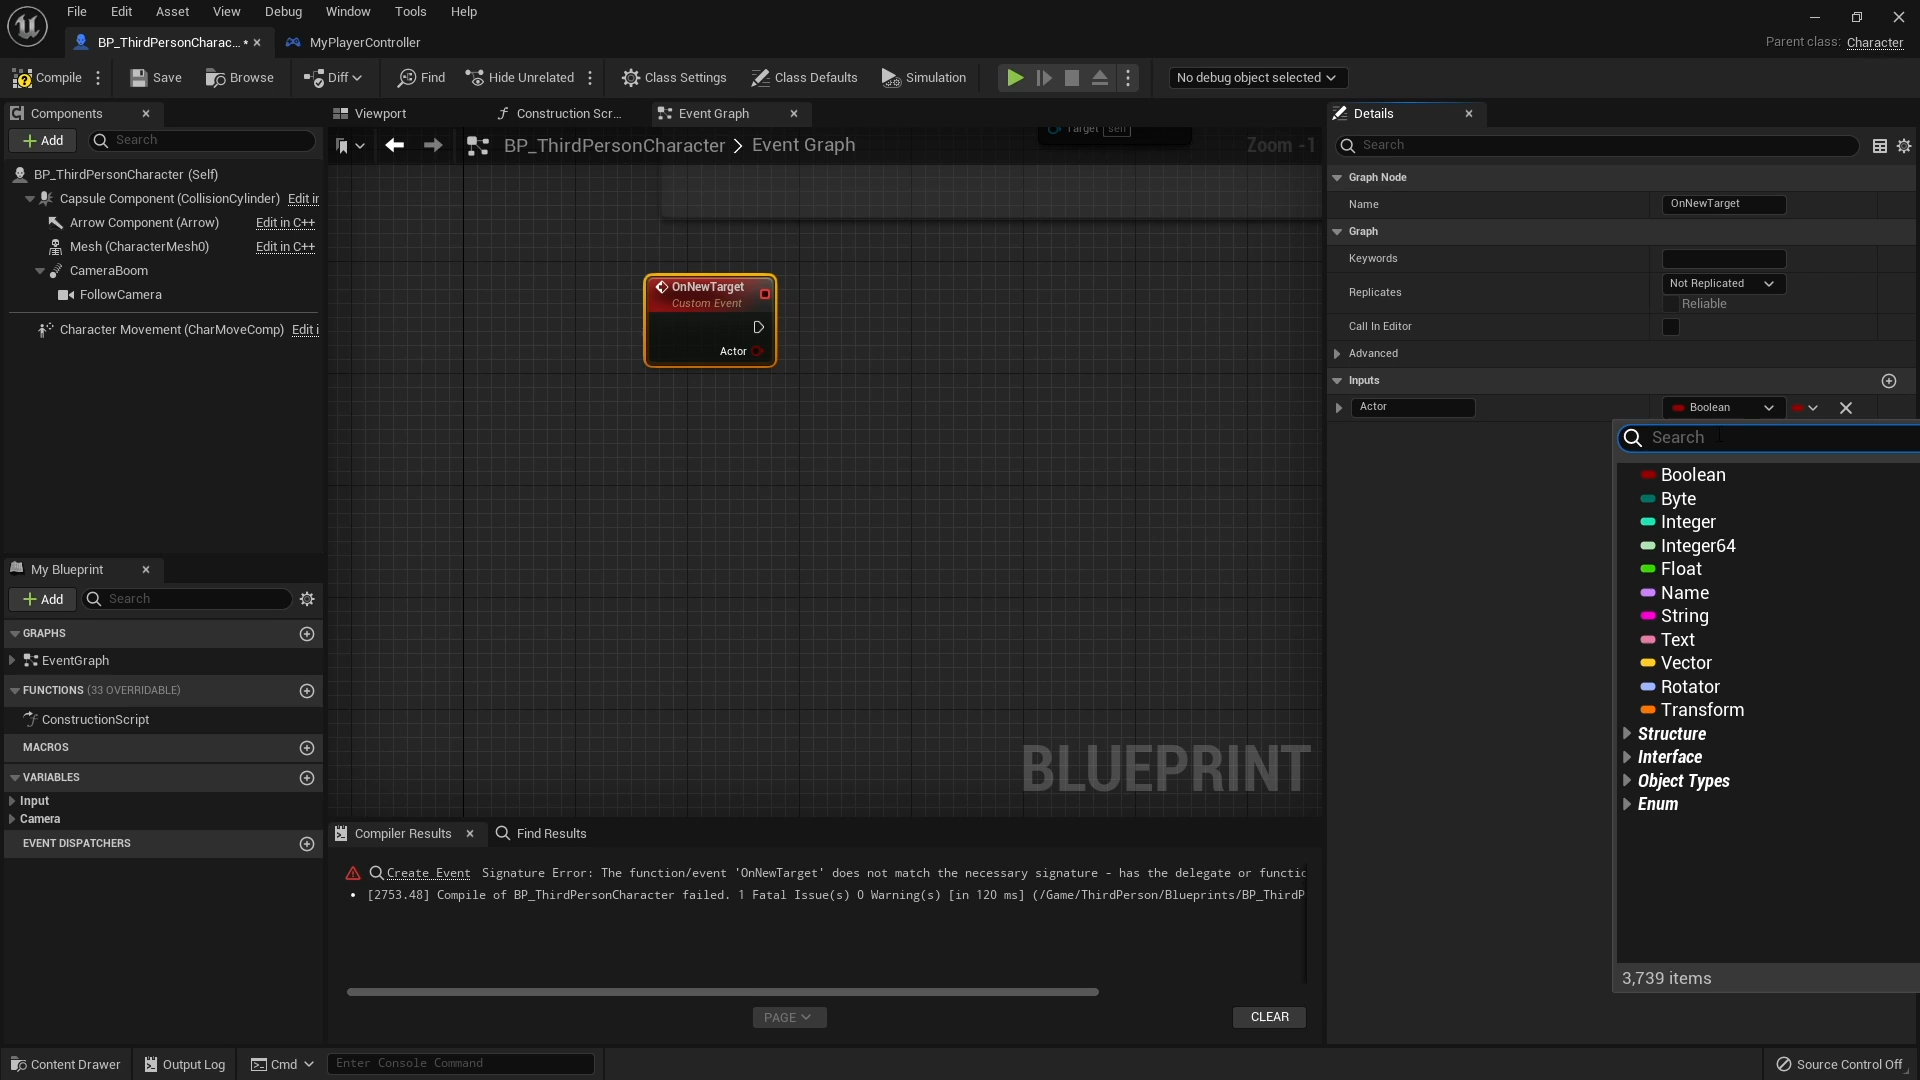 File Edit Asset View Debug Window Tools Help
BP_ThirdPersonCharac... • MyPlayerController
Parent class: Character
Compile Save Browse Diff Find Hide Unrelated Class Settings Class Defaults Simulation No debug object selected
Components Viewport Construction Scr... Event Graph Details
Add Search
BP_ThirdPersonCharacter > Event Graph Zoom -1
Target self
Search
BP_ThirdPersonCharacter (Self)
Capsule Component (CollisionCylinder) Edit in
Arrow Component (Arrow) Edit in C++
Mesh (CharacterMesh0) Edit in C++
CameraBoom
FollowCamera
Character Movement (CharMoveComp) Edit i
OnNewTarget
Custom Event
Actor
BLUEPRINT
Graph Node
Name OnNewTarget
Graph
Keywords
Replicates Not Replicated
Reliable
Call In Editor
Advanced
Inputs
Actor Boolean
Search
Boolean
Byte
Integer
Integer64
Float
Name
String
Text
Vector
Rotator
Transform
Structure
Interface
Object Types
Enum
3,739 items
My Blueprint
Add Search
GRAPHS
EventGraph
FUNCTIONS (33 OVERRIDABLE)
ConstructionScript
MACROS
VARIABLES
Input
Camera
EVENT DISPATCHERS
Compiler Results Find Results
Create Event Signature Error: The function/event 'OnNewTarget' does not match the necessary signature - has the delegate or functio
• [2753.48] Compile of BP_ThirdPersonCharacter failed. 1 Fatal Issue(s) 0 Warning(s) [in 120 ms] (/Game/ThirdPerson/Blueprints/BP_ThirdP
PAGE CLEAR
Content Drawer Output Log Cmd Enter Console Command Source Control Off